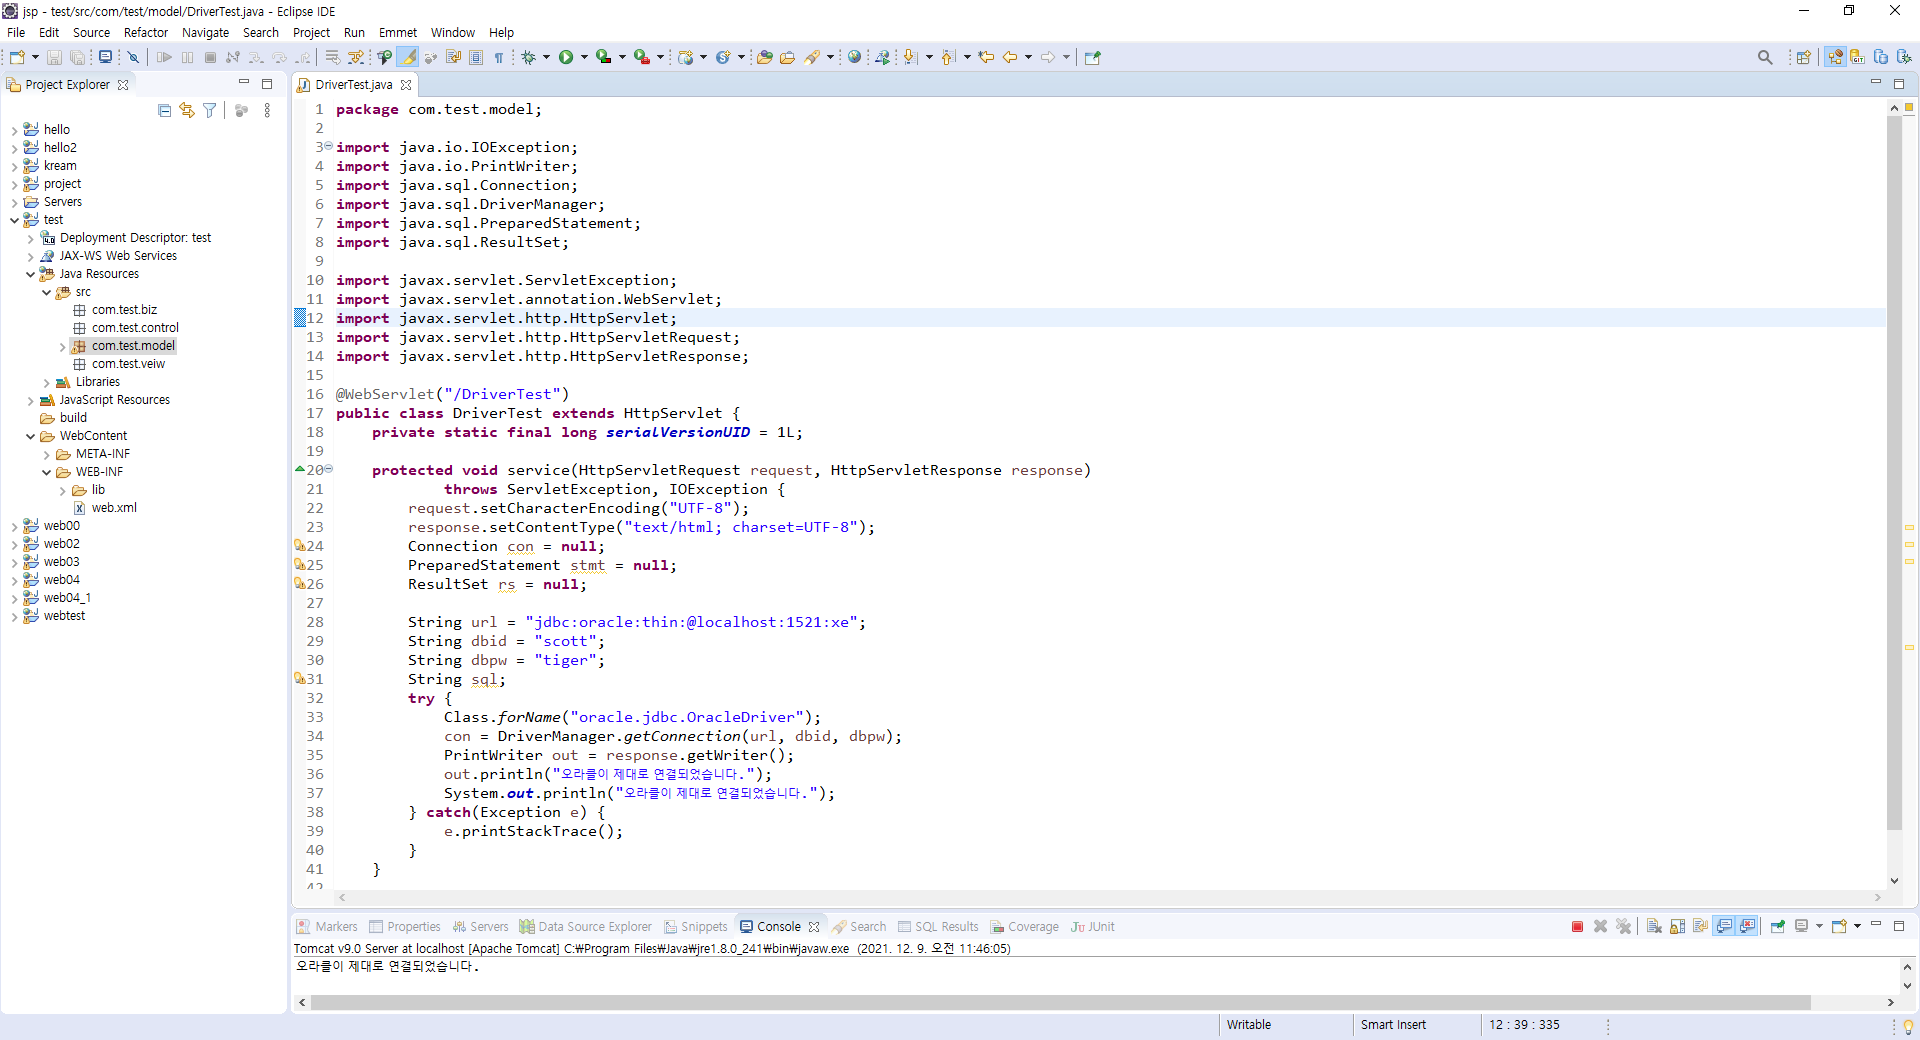 jsp - test/src/com/test/model/DriverTest.java - Eclipse IDE
File Edit Source Refactor Navigate Search Project Run Emmet Window Help
Project Explorer
hello
hello2
kream
project
Servers
test
Deployment Descriptor: test
JAX-WS Web Services
Java Resources
src
com.test.biz
com.test.control
com.test.model
com.test.veiw
Libraries
JavaScript Resources
build
WebContent
META-INF
WEB-INF
lib
web.xml
web00
web02
web03
web04
web04_1
webtest
DriverTest.java
1 package com.test.model;
2
3 import java.io.IOException;
4 import java.io.PrintWriter;
5 import java.sql.Connection;
6 import java.sql.DriverManager;
7 import java.sql.PreparedStatement;
8 import java.sql.ResultSet;
9
10 import javax.servlet.ServletException;
11 import javax.servlet.annotation.WebServlet;
12 import javax.servlet.http.HttpServlet;
13 import javax.servlet.http.HttpServletRequest;
14 import javax.servlet.http.HttpServletResponse;
15
16 @WebServlet("/DriverTest")
17 public class DriverTest extends HttpServlet {
18 private static final long serialVersionUID = 1L;
19
20 protected void service(HttpServletRequest request, HttpServletResponse response)
21 throws ServletException, IOException {
22 request.setCharacterEncoding("UTF-8");
23 response.setContentType("text/html; charset=UTF-8");
24 Connection con = null;
25 PreparedStatement stmt = null;
26 ResultSet rs = null;
27
28 String url = "jdbc:oracle:thin:@localhost:1521:xe";
29 String dbid = "scott";
30 String dbpw = "tiger";
31 String sql;
32 try {
33 Class.forName("oracle.jdbc.OracleDriver");
34 con = DriverManager.getConnection(url, dbid, dbpw);
35 PrintWriter out = response.getWriter();
36 out.println("오라클이 제대로 연결되었습니다.");
37 System.out.println("오라클이 제대로 연결되었습니다.");
38 } catch(Exception e) {
39 e.printStackTrace();
40 }
41 }
42
Markers Properties Servers Data Source Explorer Snippets Console Search SQL Results Coverage Ju JUnit
Tomcat v9.0 Server at localhost [Apache Tomcat] C:₩Program Files₩Java₩jre1.8.0_241₩bin₩javaw.exe (2021. 12. 9. 오전 11:46:05)
오라클이 제대로 연결되었습니다.
Writable Smart Insert 12 : 39 : 335